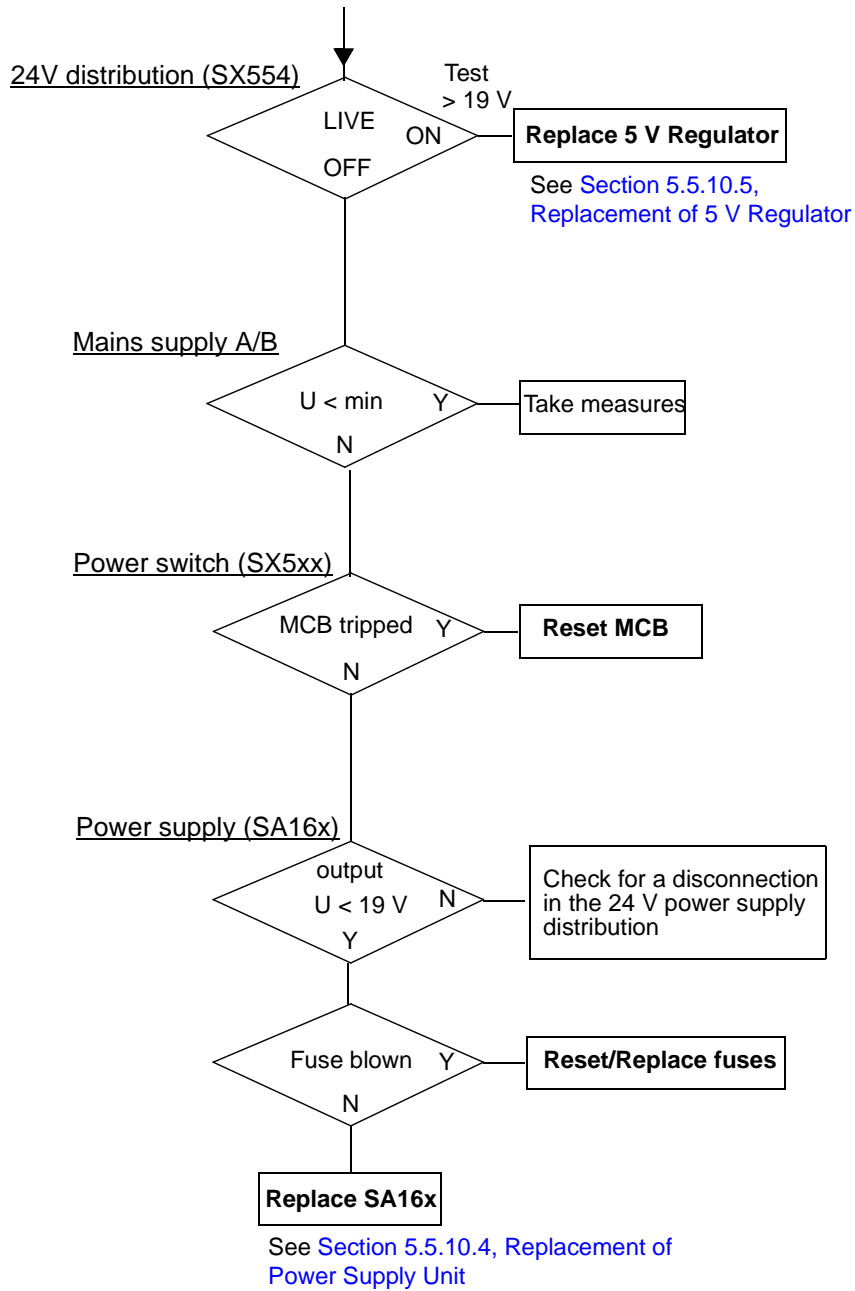 24V distribution (SX554)
Test
> 19 V
LIVE
ON
OFF
Replace 5 V Regulator
See Section 5.5.10.5,
Replacement of 5 V Regulator
Mains supply A/B
U < min
Y
N
Take measures
Power switch (SX5xx)
MCB tripped
Y
N
Reset MCB
Power supply (SA16x)
output
U < 19 V
N
Y
Check for a disconnection
in the 24 V power supply
distribution
Fuse blown
Y
N
Reset/Replace fuses
Replace SA16x
See Section 5.5.10.4, Replacement of
Power Supply Unit